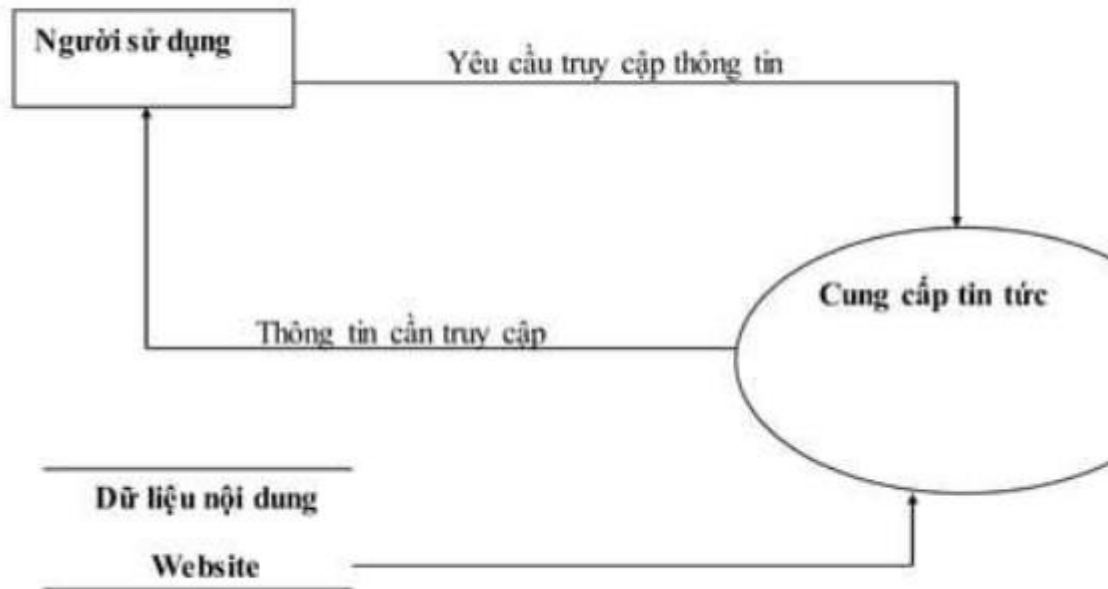 Người sử dụng
Yêu cầu truy cập thông tin
Cung cấp tin tức
Thông tin cần truy cập
Dữ liệu nội dung
Website